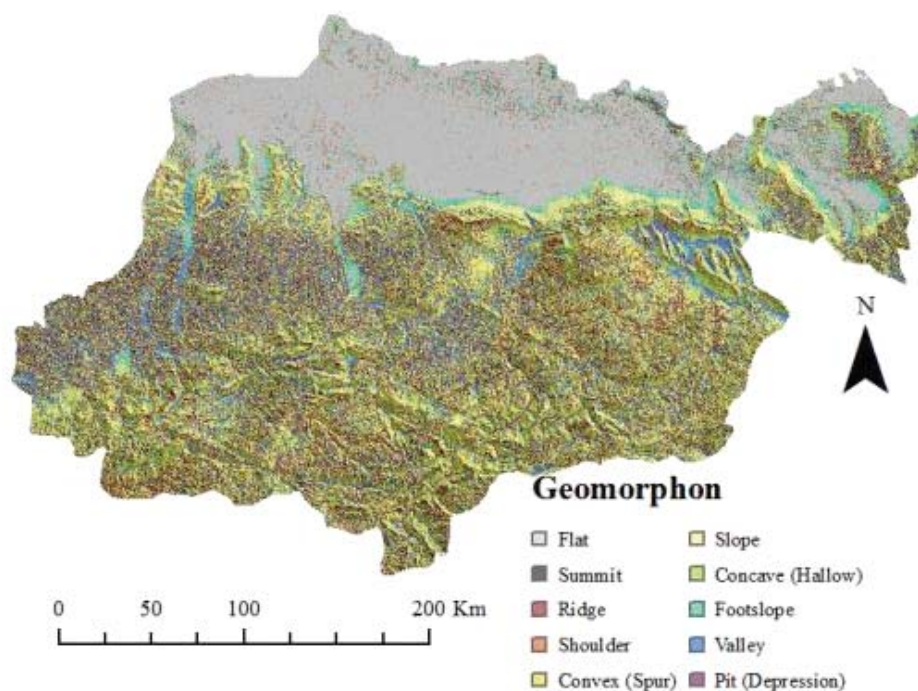 N
Geomorphon
Flat
Slope
Summit
Concave (Hallow)
Ridge
Footslope
Shoulder
Valley
Convex (Spur)
Pit (Depression)
0 50 100 200 Km